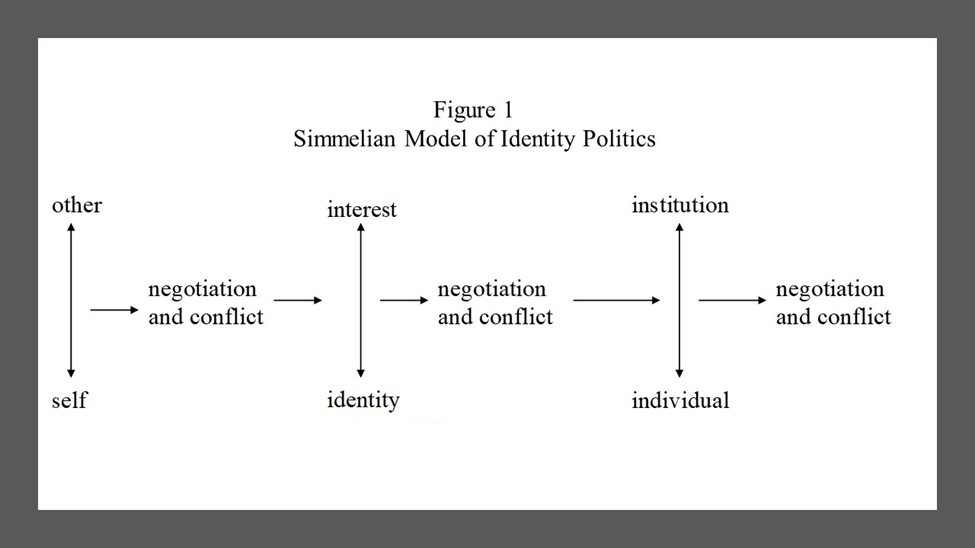 Figure 1
Simmelian Model of Identity Politics
other
interest
institution
negotiation
and conflict
negotiation
and conflict
negotiation
and conflict
self
identity
individual